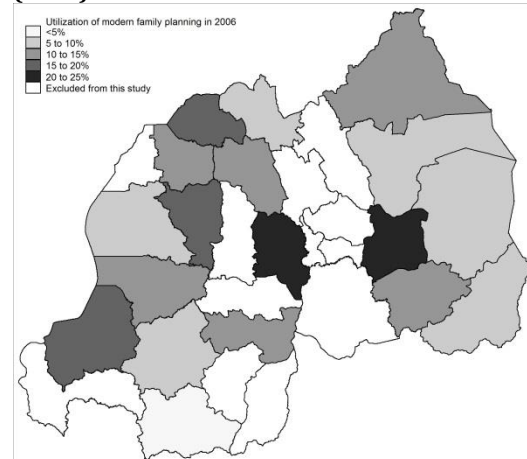 Utilization of modern family planning in 2006
<5%
5 to 10%
10 to 15%
15 to 20%
20 to 25%
Excluded from this study